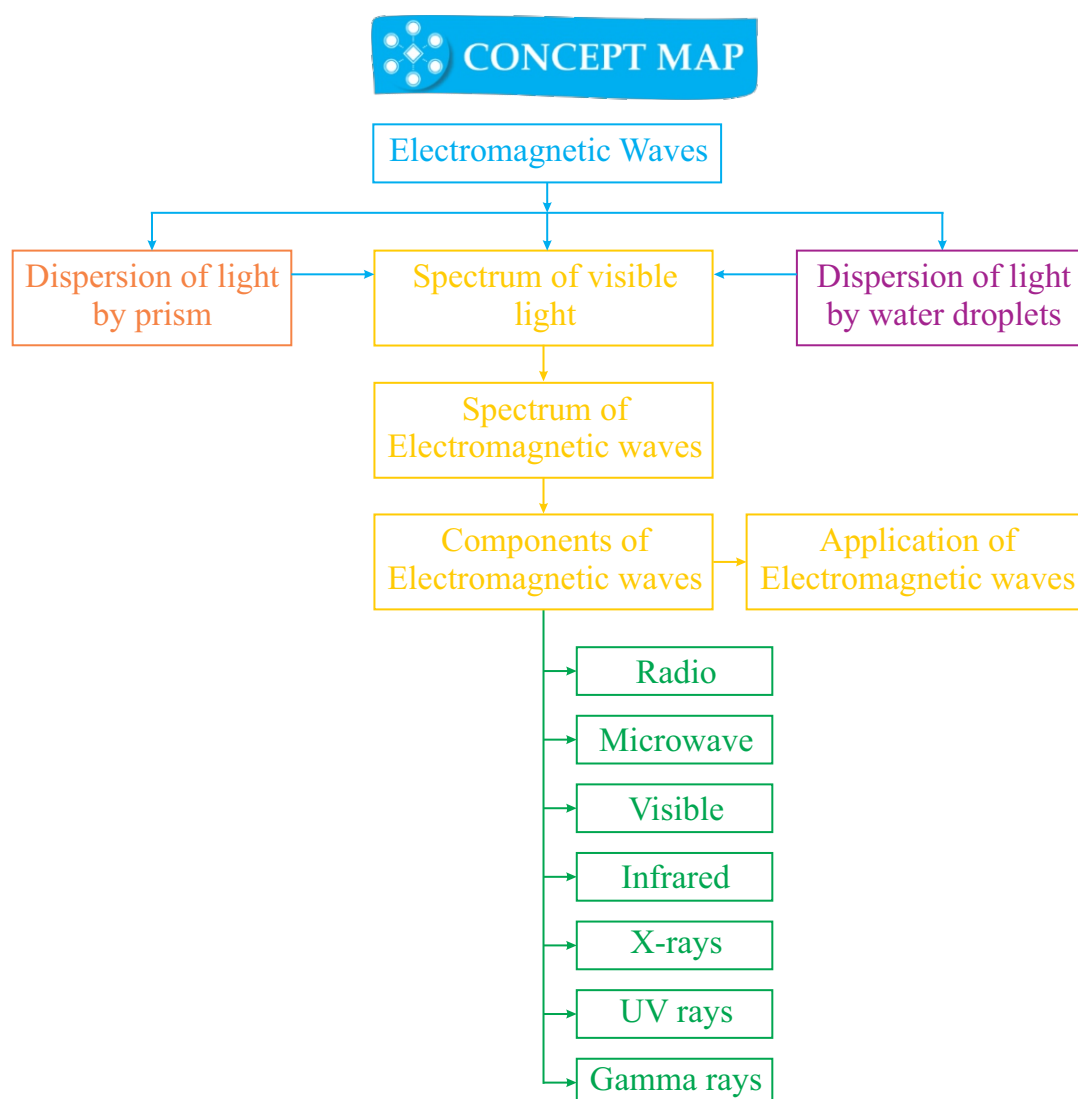 CONCEPT MAP
Electromagnetic Waves
Dispersion of light
by prism
Spectrum of visible
light
Dispersion of light
by water droplets
Spectrum of
Electromagnetic waves
Components of
Electromagnetic waves
Application of
Electromagnetic waves
Radio
Microwave
Visible
Infrared
X-rays
UV rays
Gamma rays